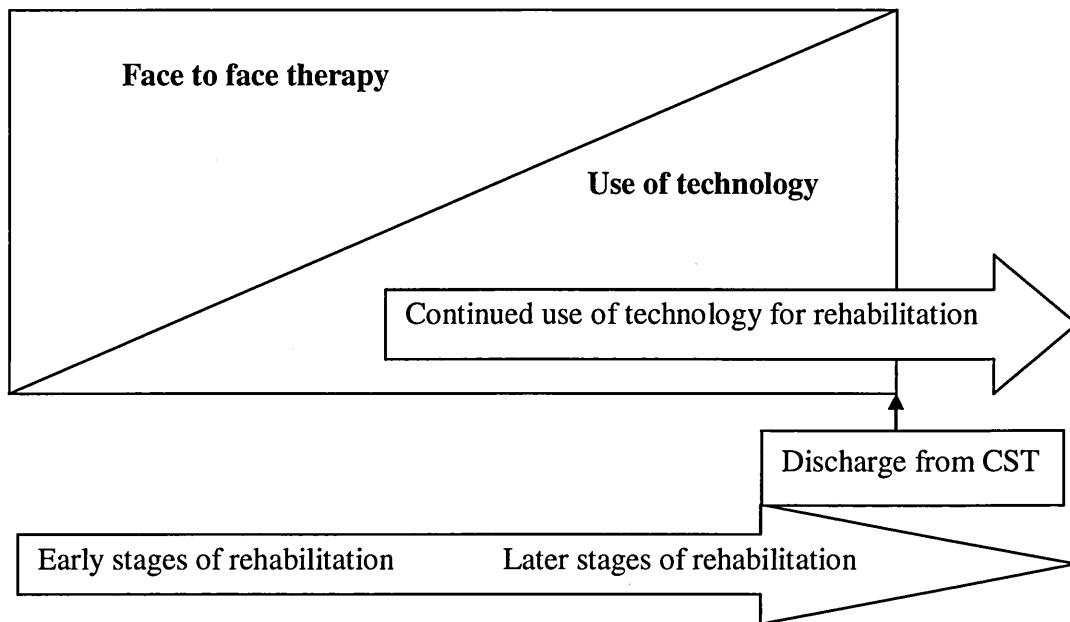 Face to face therapy
Use of technology
Continued use of technology for rehabilitation
Discharge from CST
Early stages of rehabilitation
Later stages of rehabilitation